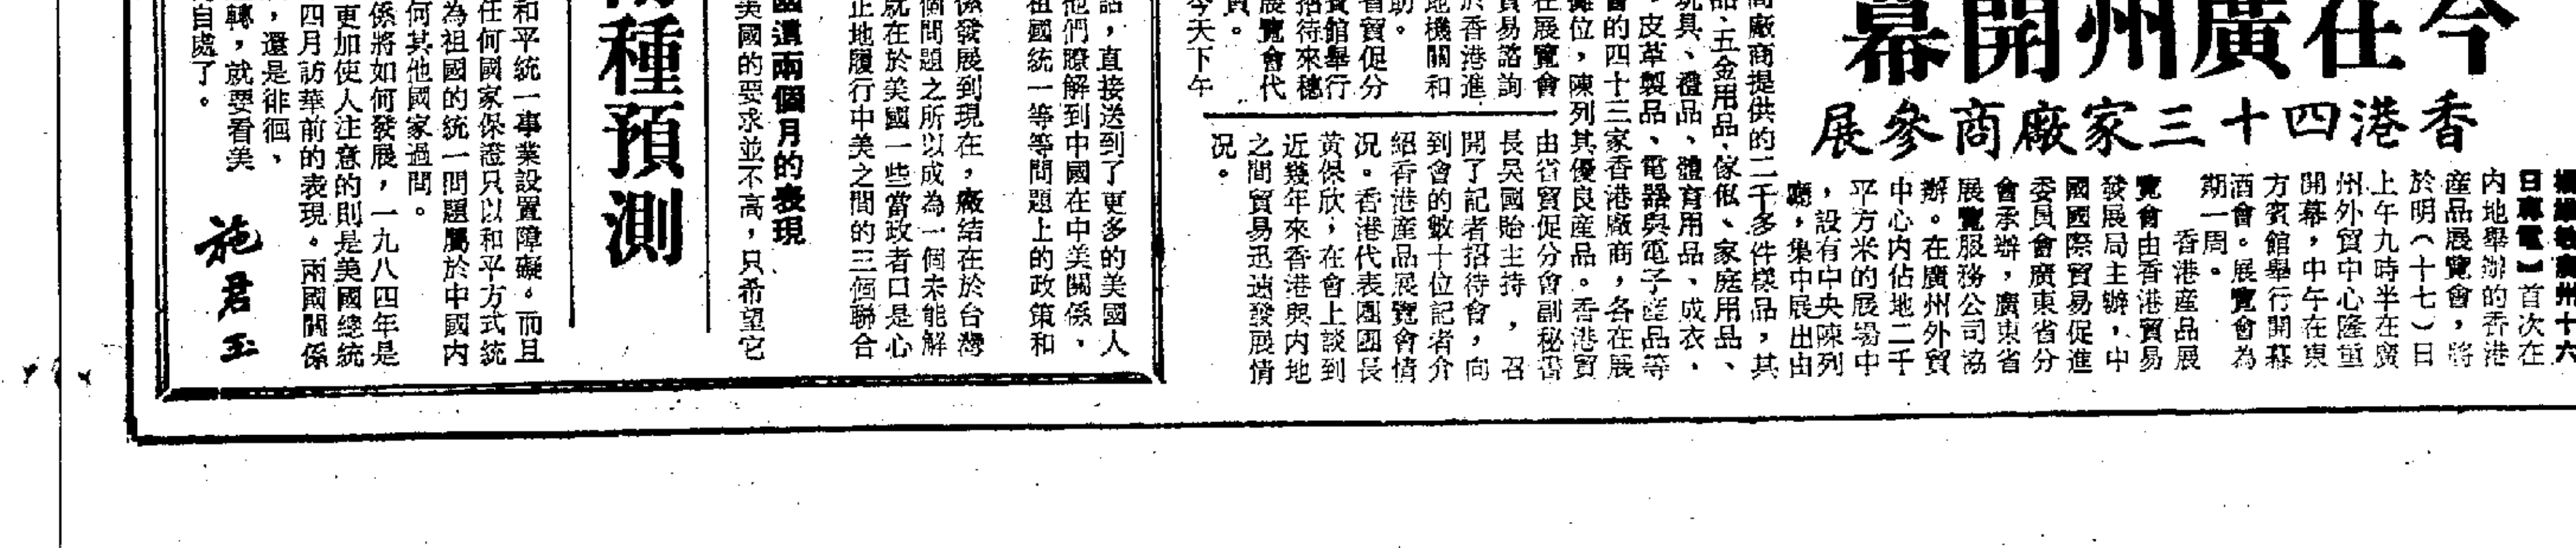 今在廣州開幕
香港四十三家廠商參展
州十六
日專電】首次在
內地舉辦的香港
產品展覽會，將
於明（十七）日
上午九時半在廣
州外貿中心隆重
開幕，中午在東
方賓館舉行開幕
酒會。展覽會為
期一周。
香港產品展
覽會由香港貿易
發展局主辦、中
國國際貿易促進
委員會廣東省分
會承辦，廣東省
展覽服務公司協
辦。在廣州外貿
中心內佔地二千
平方米的展場中
，設有中央陳列
廳，集中展出由
廠商提供的二千多件樣品，其
品、五金用品、傢俬、家庭用品、
玩具、禮品、體育用品、成衣、
、皮革製品、電器與電子產品等
會的四十三家香港廠商，各在展
攤位，陳列其優良產品。香港貿
在展覽會
貿易諮詢
於香港進
地機關和
省貿促分
助。
賓館舉行
招待來穗
展覽會代
員。
今天下午
由省貿促分會副秘書
長吳國貽主持，召
開了記者招待會，向
到會的數十位記者介
紹香港產品展覽會情
況。香港代表團團長
黃保欣，在會上談到
近幾年來香港與內地
之間貿易迅速發展情
況。
話，直接送到了更多的美國人
他們瞭解到中國在中美關係、
祖國統一等等問題上的政策和
係發展到現在，癥結在於台灣
個問題之所以成為一個未能解
就在於美國一些當政者口是心
正地履行中美之間的三個聯合
國這兩個月的表現
美國的要求並不高，只希望它
種預測
和平統一事業設置障礙。而且
任何國家保證只以和平方式統
為祖國的統一問題屬於中國內
何其他國家過問。
係將如何發展，一九八四年是
更加使人注意的則是美國總統
四月訪華前的表現。兩國關係
，還是徘徊、
轉，就要看美
自處了。
施君玉